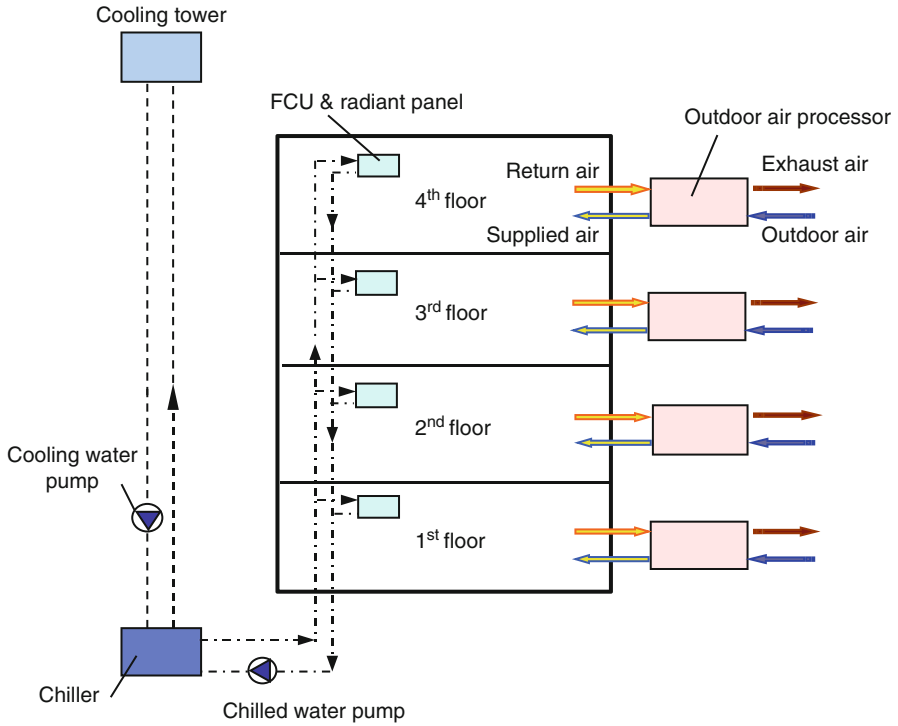 Cooling tower
FCU & radiant panel
Outdoor air processor
Return air
Exhaust air
4th floor
Supplied air
Outdoor air
3rd floor
2nd floor
Cooling water
pump
1st floor
Chiller
Chilled water pump